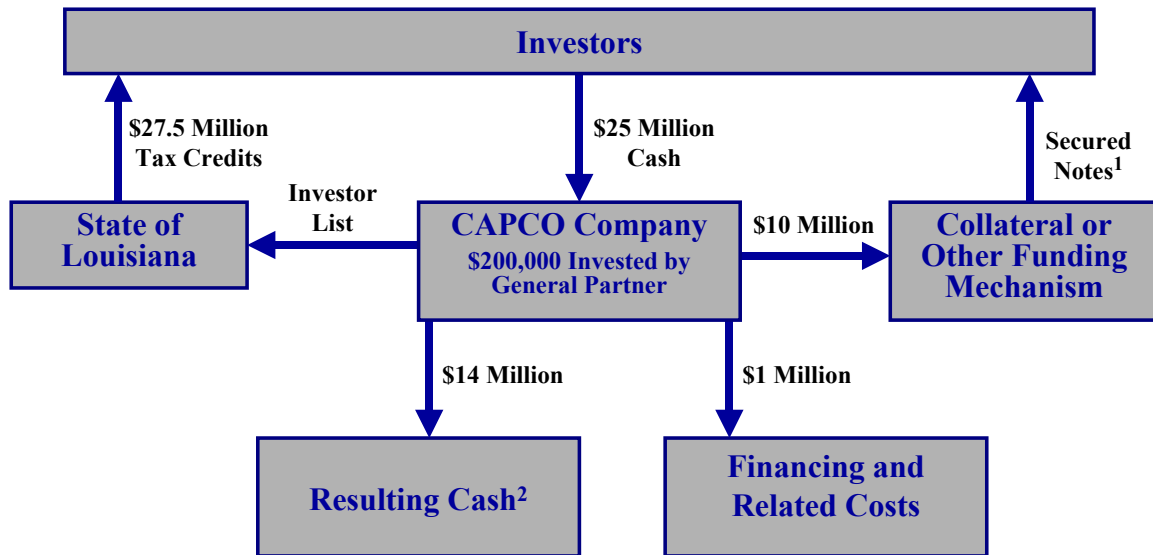 Investors
$27.5 Million
Tax Credits
$25 Million
Cash
Secured
Notes1
Investor
List
State of
Louisiana
CAPCO Company
$200,000 Invested by
General Partner
$10 Million
Collateral or
Other Funding
Mechanism
$14 Million
$1 Million
Resulting Cash2
Financing and
Related Costs